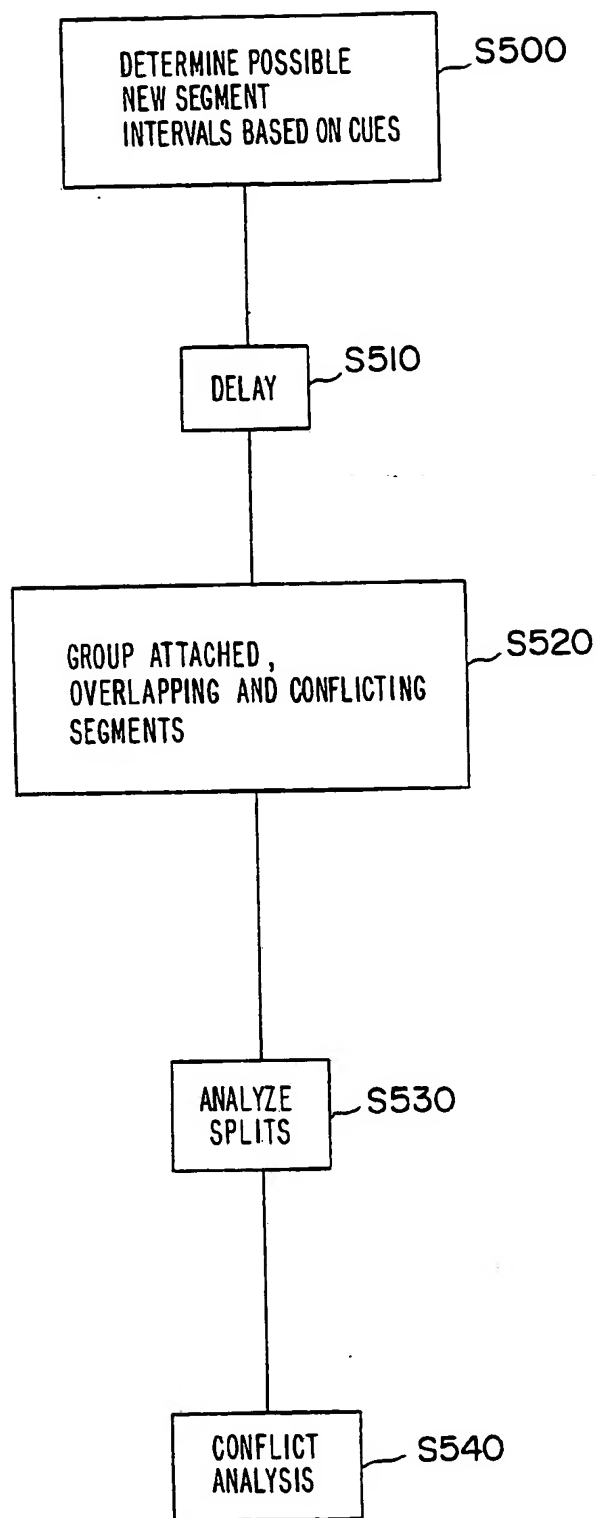 DETERMINE POSSIBLE
NEW SEGMENT
INTERVALS BASED ON CUES
S500
DELAY
S510
GROUP ATTACHED,
OVERLAPPING AND CONFLICTING
SEGMENTS
S520
ANALYZE
SPLITS
S530
CONFLICT
ANALYSIS
S540